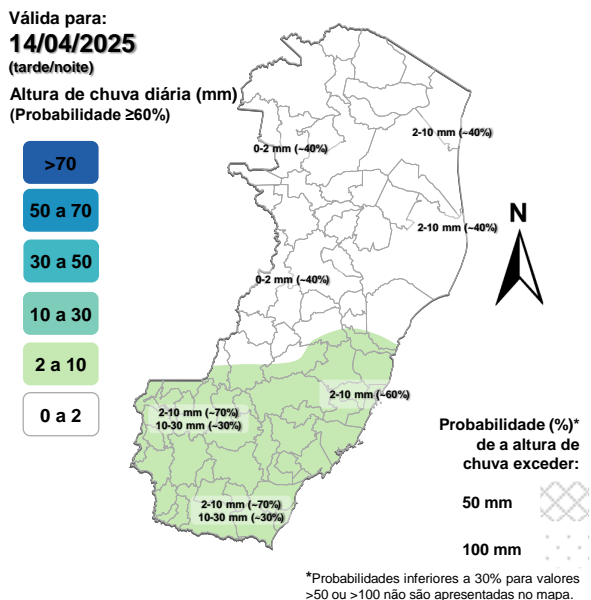 Válida para:
14/04/2025
(tarde/noite)
Altura de chuva diária (mm)
(Probabilidade ≥60%)
>70
50 a 70
30 a 50
10 a 30
2 a 10
0 a 2
2-10 mm (~40%)
0-2 mm (~40%)
2-10 mm (~40%)
0-2 mm (~40%)
2-10 mm (~60%)
2-10 mm (~70%)
10-30 mm (~30%)
2-10 mm (~70%)
10-30 mm (~30%)
N
Probabilidade (%)*
de a altura de
chuva exceder:
50 mm
100 mm
*Probabilidades inferiores a 30% para valores
>50 ou >100 não são apresentadas no mapa.